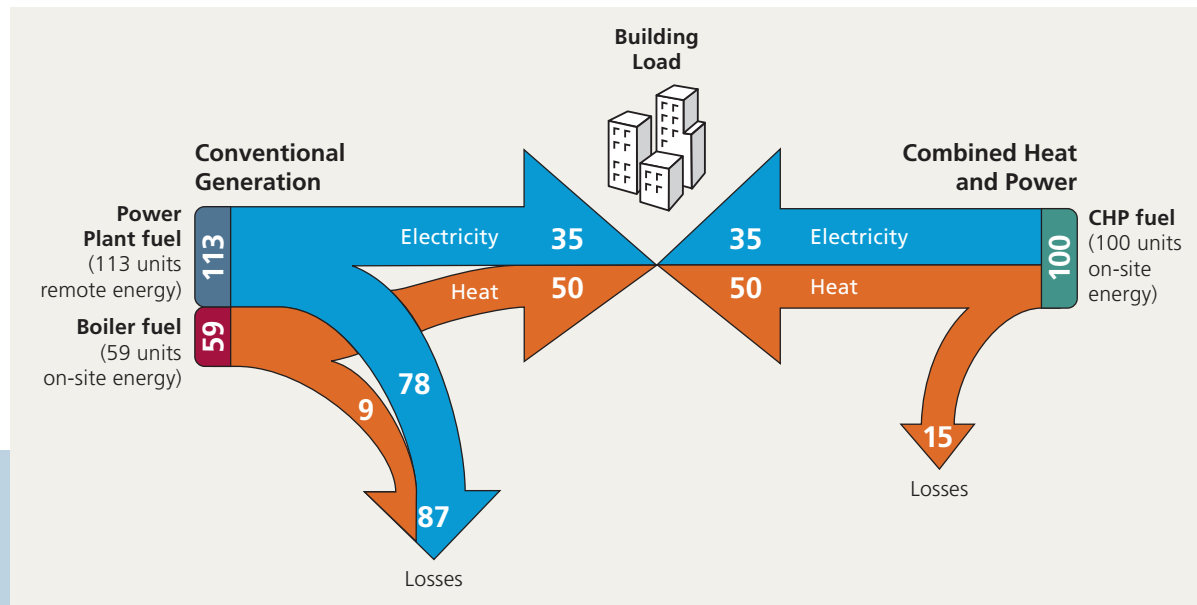 Building
Load
Conventional
Generation
Combined Heat
and Power
Power
Plant fuel
(113 units
remote energy)
113
Boiler fuel
(59 units
on-site energy)
59
Electricity 35
Heat 50
78
9
87
Losses
35 Electricity
50 Heat
100
CHP fuel
(100 units
on-site
energy)
15
Losses